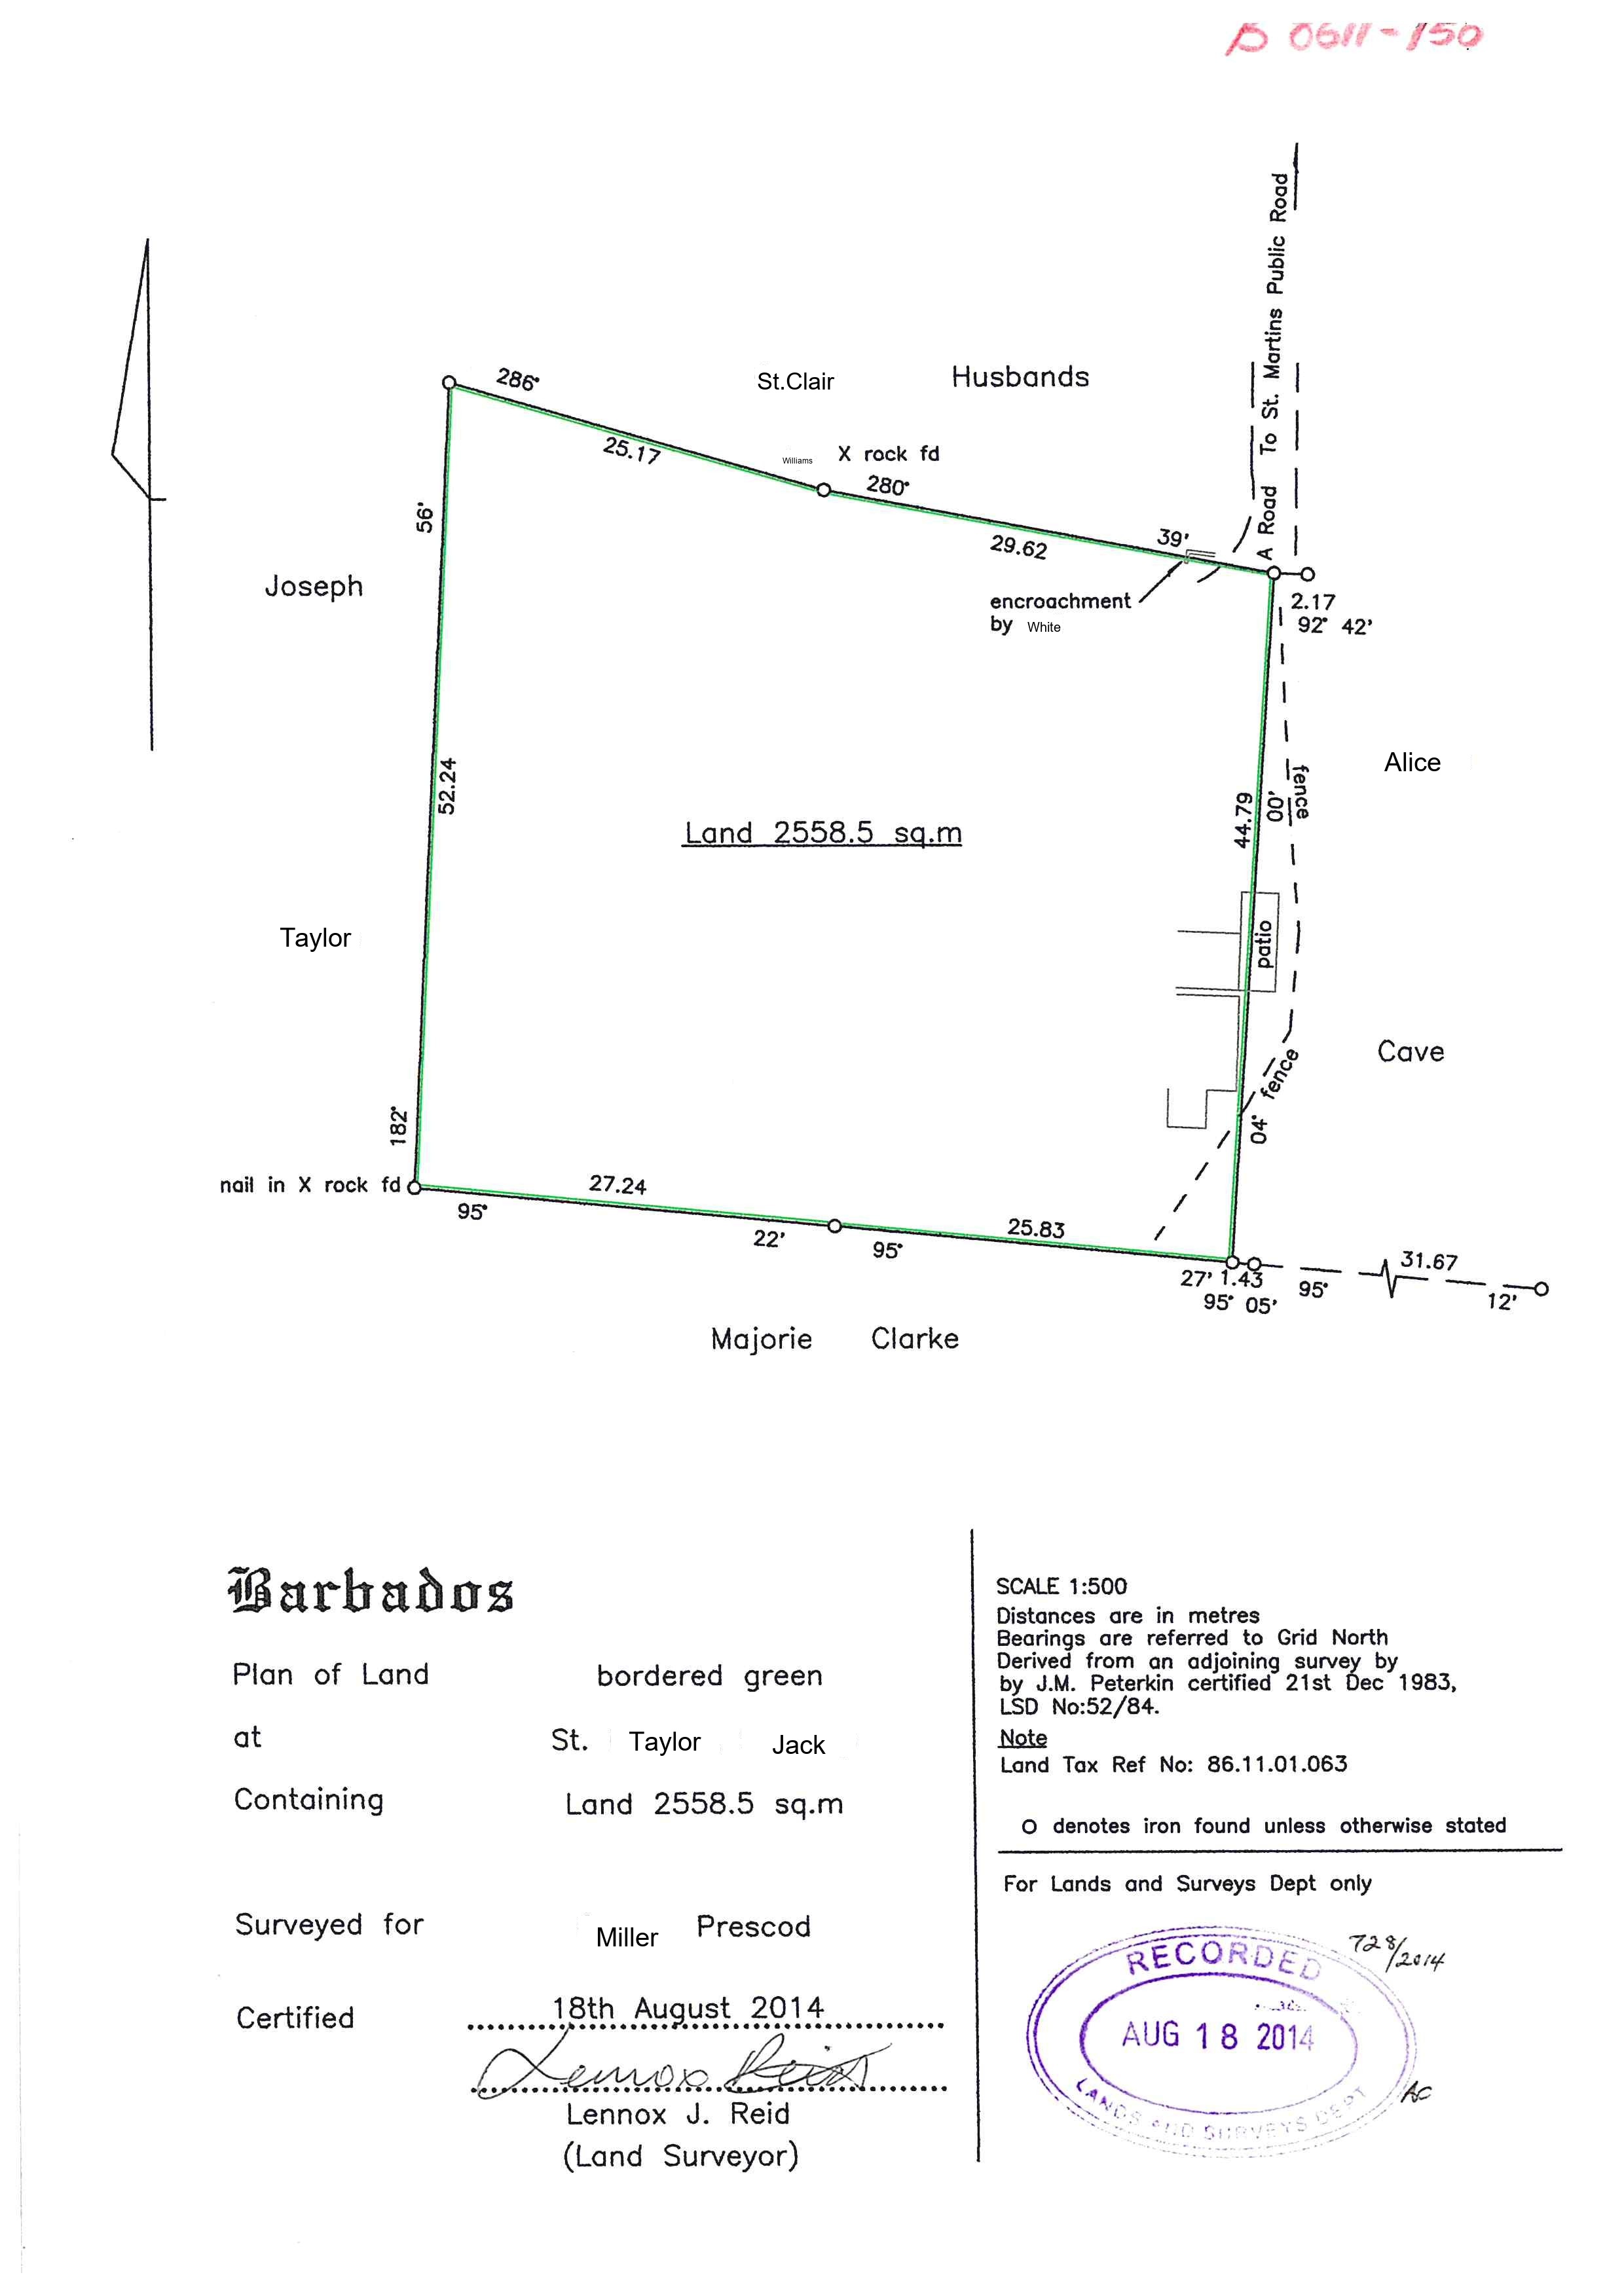 B 0611-150
A Road To St. Martins Public Road
286°
St.Clair Husbands
25.17
Williams
X rock fd
280°
29.62
39'
encroachment
by White
2.17
92° 42'
56'
Joseph
52.24
Taylor
182°
Land 2558.5 sq.m
Alice
fence
00'
44.79
patio
Cave
fence
04°
nail in X rock fd
27.24
95°
22'
25.83
95°
27' 1.43
95° 05'
31.67
95°
12'
Majorie Clarke
Barbados
Plan of Land bordered green
at St. Taylor Jack
Containing Land 2558.5 sq.m
Surveyed for Miller Prescod
Certified 18th August 2014
Lennox Reid
Lennox J. Reid
(Land Surveyor)
SCALE 1:500
Distances are in metres
Bearings are referred to Grid North
Derived from an adjoining survey by
by J.M. Peterkin certified 21st Dec 1983,
LSD No:52/84.
Note
Land Tax Ref No: 86.11.01.063
O denotes iron found unless otherwise stated
For Lands and Surveys Dept only
728/2014
RECORDED
AUG 18 2014
LANDS AND SURVEYS DEPT
AC